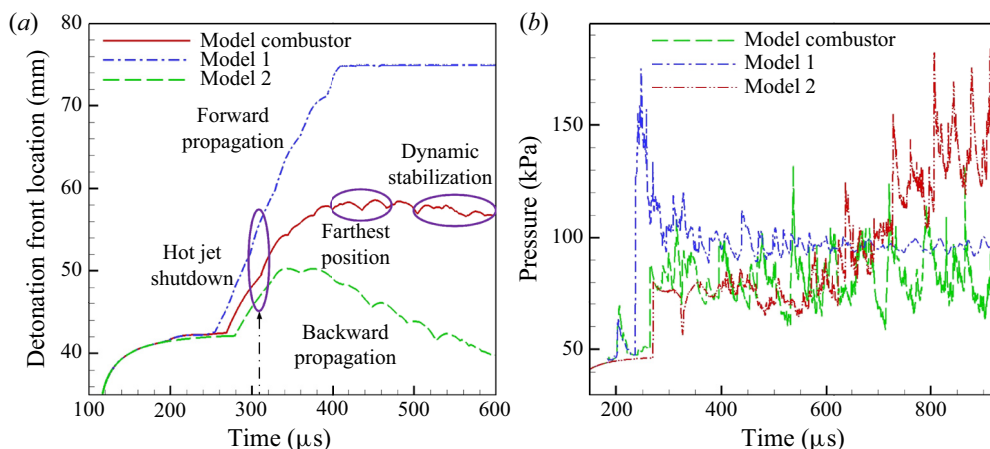 (a)
80
70
60
50
40
Detonation front location (mm)
Model combustor
Model 1
Model 2
Forward
propagation
Dynamic
stabilization
Hot jet
shutdown
Farthest
position
Backward
propagation
100 200 300 400 500 600
Time (μs)
(b)
150
100
50
Pressure (kPa)
Model combustor
Model 1
Model 2
200 400 600 800
Time (μs)